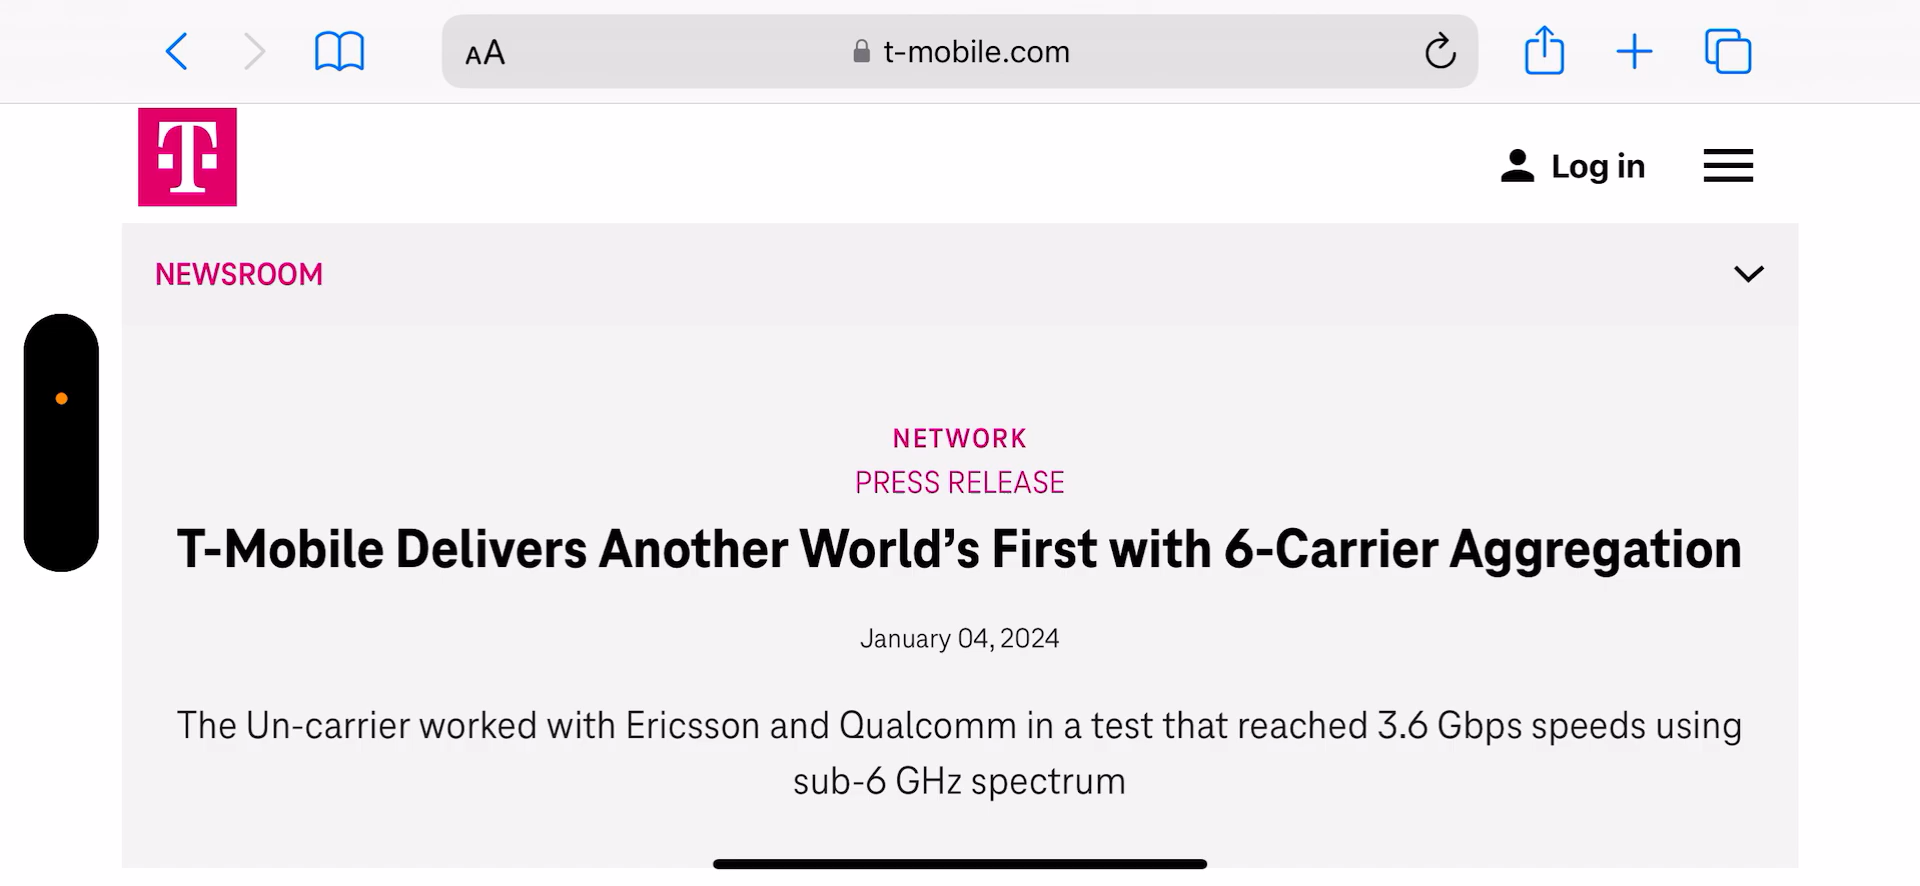 AA
t-mobile.com
T
Log in
NEWSROOM
NETWORK
PRESS RELEASE
T-Mobile Delivers Another World’s First with 6-Carrier Aggregation
January 04, 2024
The Un-carrier worked with Ericsson and Qualcomm in a test that reached 3.6 Gbps speeds using
sub-6 GHz spectrum